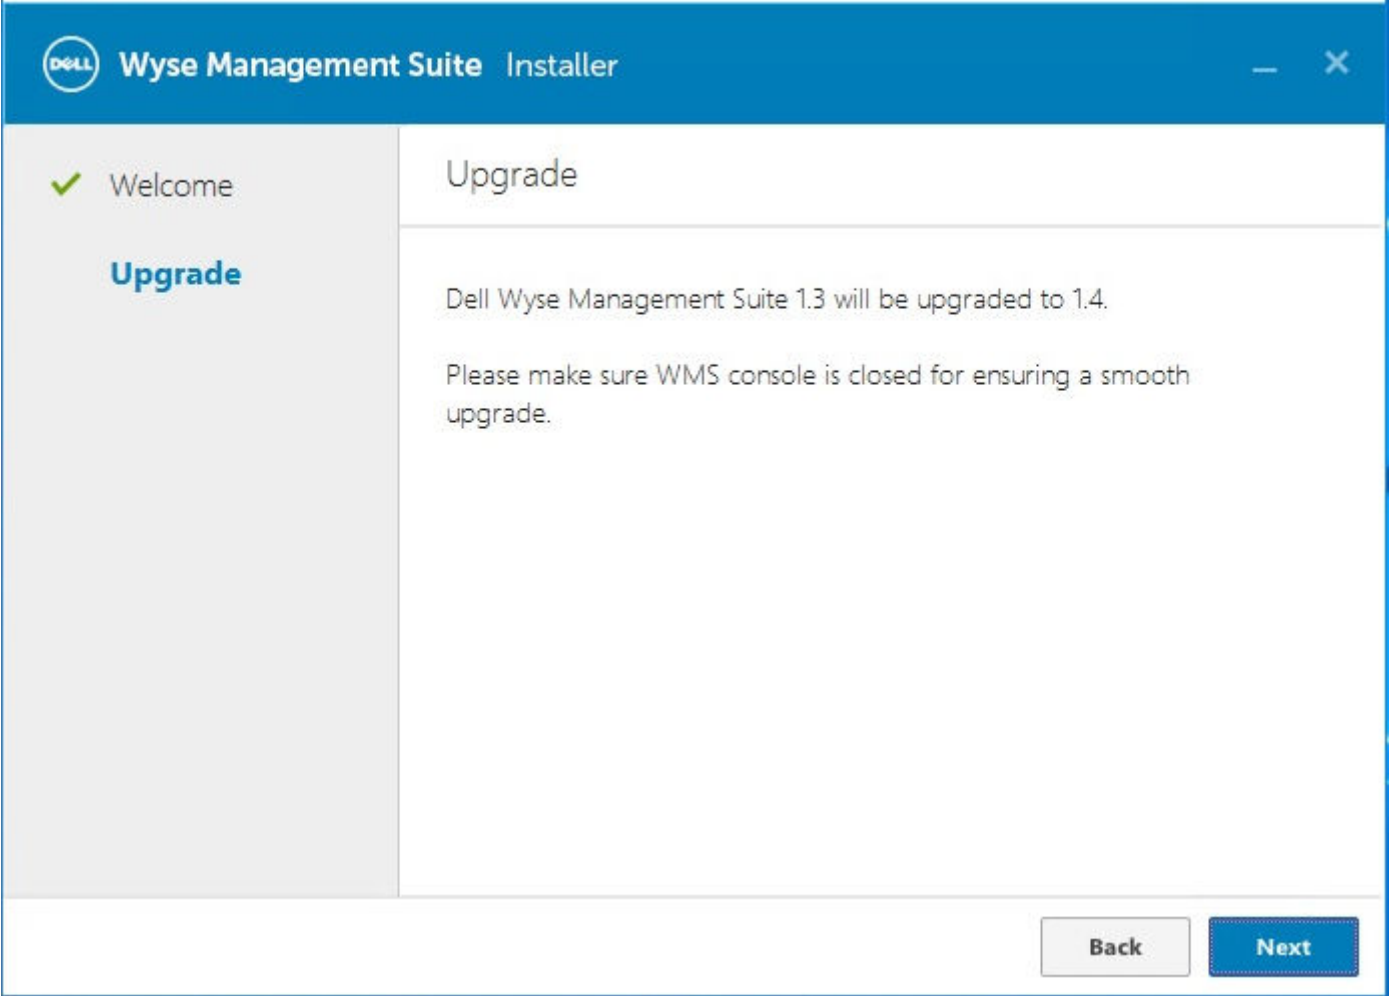 DELL Wyse Management Suite Installer
Welcome
Upgrade
Upgrade
Dell Wyse Management Suite 1.3 will be upgraded to 1.4.
Please make sure WMS console is closed for ensuring a smooth
upgrade.
Back Next